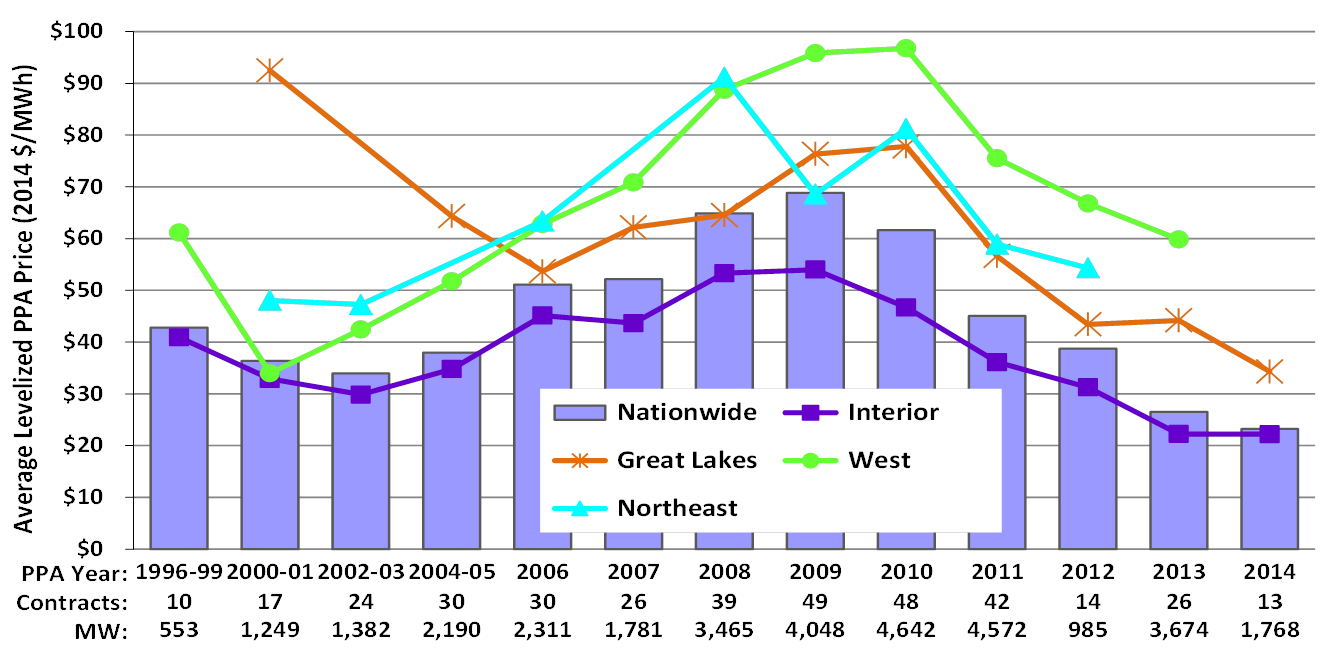 Average Levelized PPA Price (2014 $/MWh)
$100
$90
$80
$70
$60
$50
$40
$30
$20
$10
$0
Nationwide Interior
Great Lakes West
Northeast
PPA Year: 1996-99 2000-01 2002-03 2004-05 2006 2007 2008 2009 2010 2011 2012 2013 2014
Contracts: 10 17 24 30 30 26 39 49 48 42 14 26 13
MW: 553 1,249 1,382 2,190 2,311 1,781 3,465 4,048 4,642 4,572 985 3,674 1,768